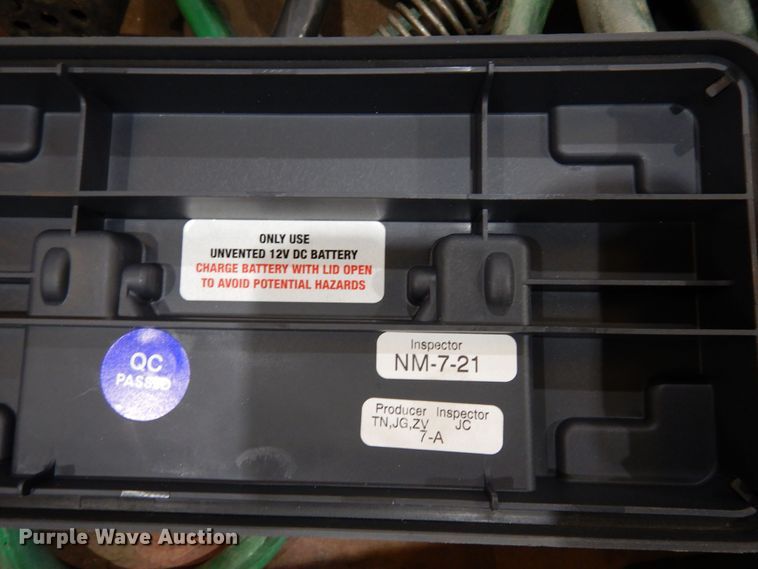 ONLY USE
UNVENTED 12V DC BATTERY
CHARGE BATTERY WITH LID OPEN
TO AVOID POTENTIAL HAZARDS
QC
PASSED
Inspector
NM-7-21
Producer Inspector
TN,JG,ZV JC
7-A
Purple Wave Auction